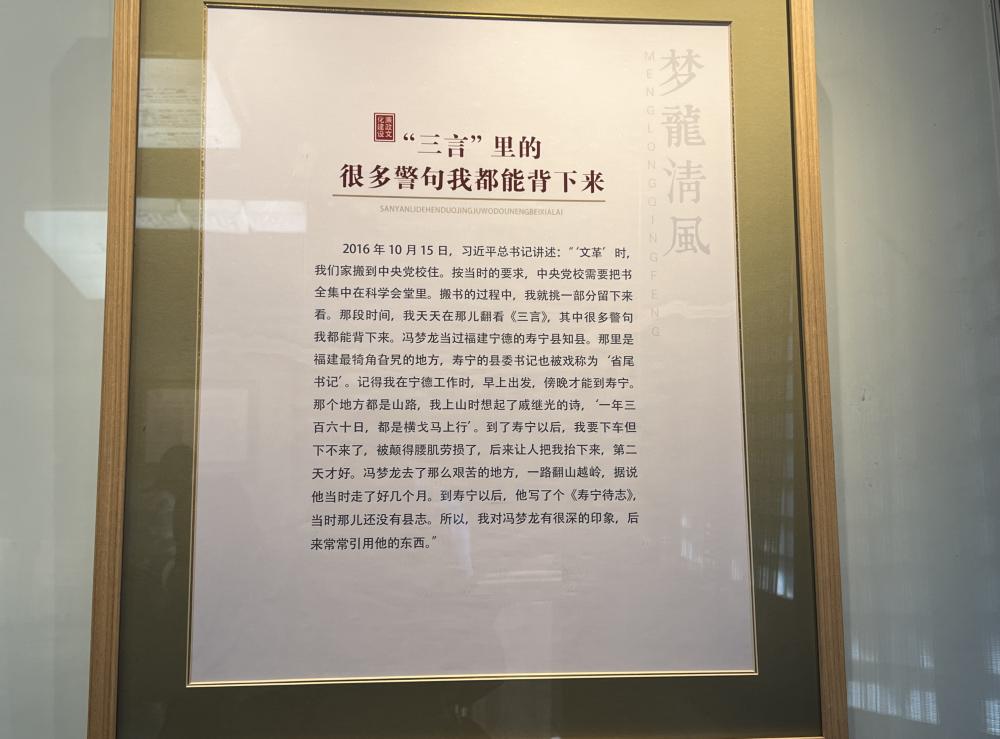 廉政文
化建设
“三言”里的
很多警句我都能背下来
SANYANLIDEHENDUOJINGJUWODOUNENGBEIXIALAI
梦龍清風
MENGLONGQINGFENG
2016 年 10 月 15 日，习近平总书记讲述：“‘文革’时，
我们家搬到中央党校住。按当时的要求，中央党校需要把书
全集中在科学会堂里。搬书的过程中，我就挑一部分留下来
看。那段时间，我天天在那儿翻看《三言》，其中很多警句
我都能背下来。冯梦龙当过福建宁德的寿宁县知县。那里是
福建最犄角旮旯的地方，寿宁的县委书记也被戏称为‘省尾
书记’。记得我在宁德工作时，早上出发，傍晚才能到寿宁。
那个地方都是山路，我上山时想起了戚继光的诗，‘一年三
百六十日，都是横戈马上行’。到了寿宁以后，我要下车但
下不来了，被颠得腰肌劳损了，后来让人把我抬下来，第二
天才好。冯梦龙去了那么艰苦的地方，一路翻山越岭，据说
他当时走了好几个月。到寿宁以后，他写了个《寿宁待志》，
当时那儿还没有县志。所以，我对冯梦龙有很深的印象，后
来常常引用他的东西。”